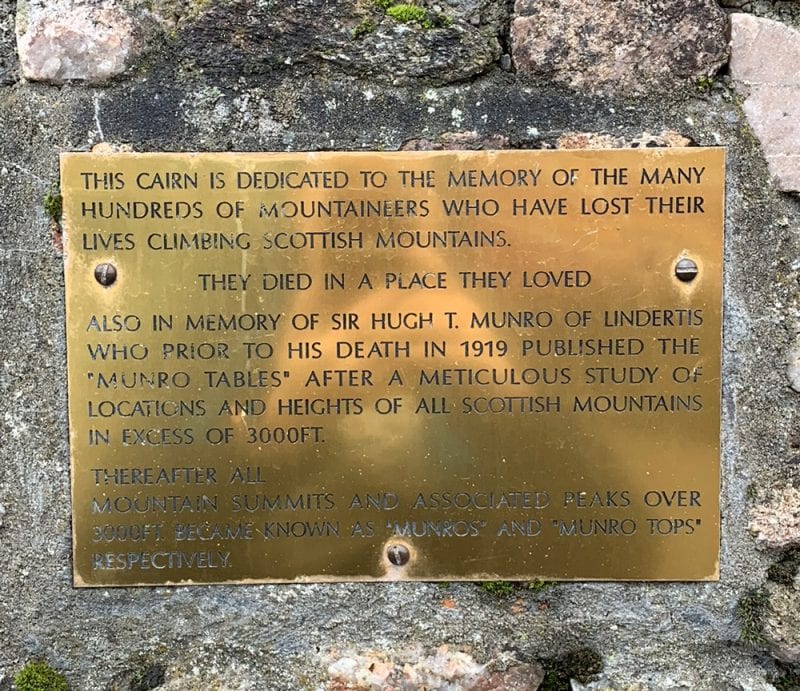 THIS CAIRN IS DEDICATED TO THE MEMORY OF THE MANY
HUNDREDS OF MOUNTAINEERS WHO HAVE LOST THEIR
LIVES CLIMBING SCOTTISH MOUNTAINS.
THEY DIED IN A PLACE THEY LOVED
ALSO IN MEMORY OF SIR HUGH T. MUNRO OF LINDERTIS
WHO PRIOR TO HIS DEATH IN 1919 PUBLISHED THE
"MUNRO TABLES" AFTER A METICULOUS STUDY OF
LOCATIONS AND HEIGHTS OF ALL SCOTTISH MOUNTAINS
IN EXCESS OF 3000FT.
THEREAFTER ALL
MOUNTAIN SUMMITS AND ASSOCIATED PEAKS OVER
3000FT. BECAME KNOWN AS "MUNROS" AND "MUNRO TOPS"
RESPECTIVELY.